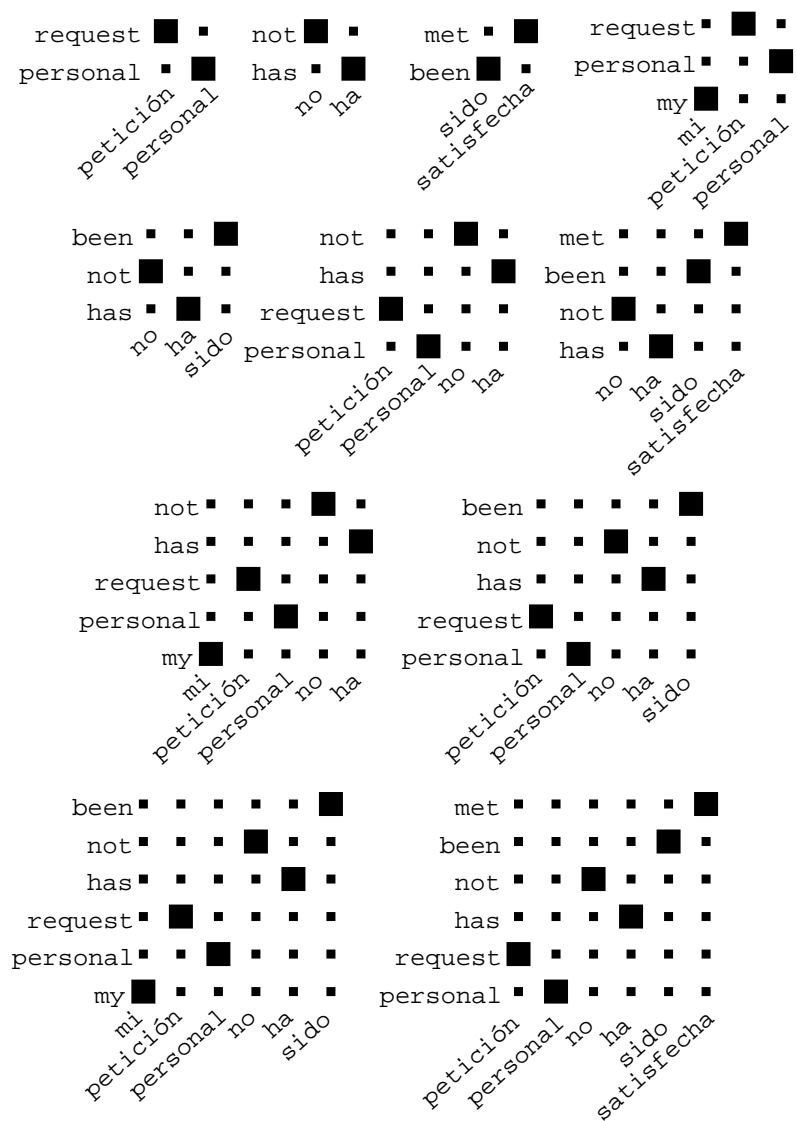 request
personal
petición
personal
not
has
no
ha
met
been
sido
satisfecha
request
personal
my
mi
petición
personal
been
not
has
no
ha
sido
not
has
request
personal
petición
personal
no
ha
met
been
not
has
no
ha
sido
satisfecha
not
has
request
personal
my
mi
petición
personal
no
ha
been
not
has
request
personal
petición
personal
no
ha
sido
been
not
has
request
personal
my
mi
petición
personal
no
ha
sido
met
been
not
has
request
personal
petición
personal
no
ha
sido
satisfecha